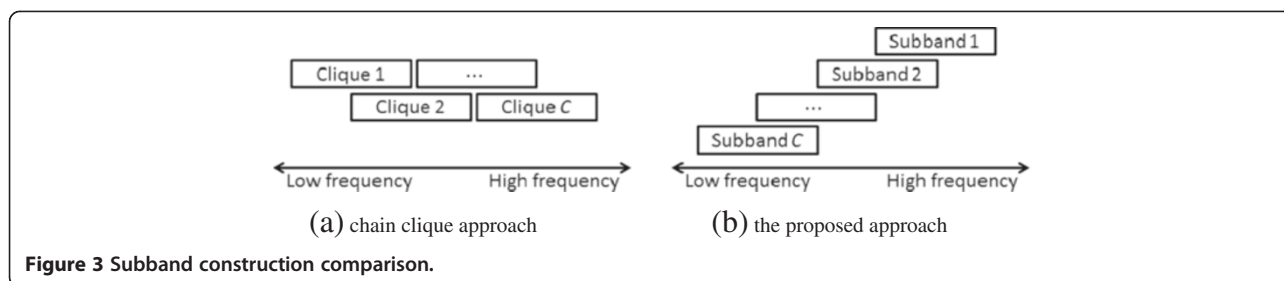 Clique 1
...
Clique 2
Clique C
Low frequency
High frequency
(a) chain clique approach
Subband 1
Subband 2
...
Subband C
Low frequency
High frequency
(b) the proposed approach
Figure 3 Subband construction comparison.